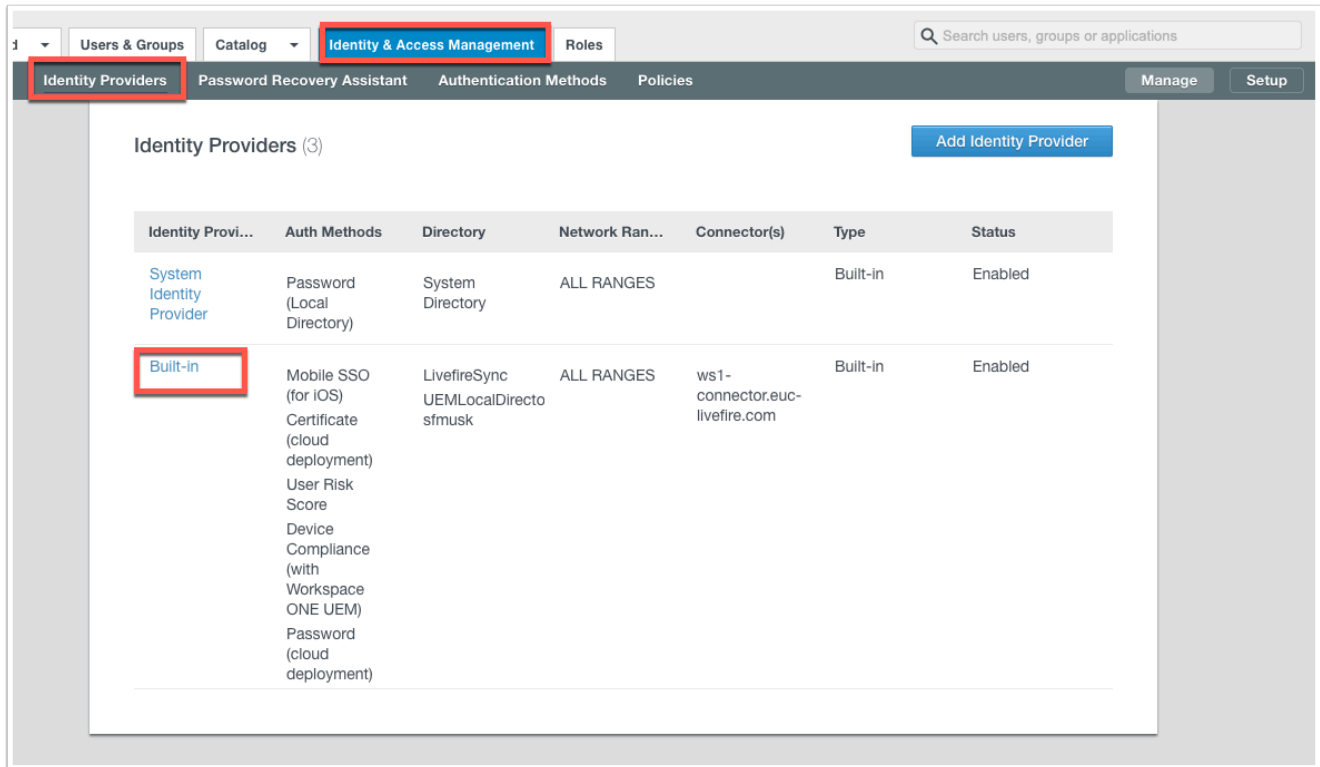 d
Users & Groups
Catalog
Identity & Access Management
Roles
Search users, groups or applications
Identity Providers
Password Recovery Assistant
Authentication Methods
Policies
Manage
Setup
Identity Providers (3)
Add Identity Provider
Identity Provi...
Auth Methods
Directory
Network Ran...
Connector(s)
Type
Status
System
Identity
Provider
Password
(Local
Directory)
System
Directory
ALL RANGES
Built-in
Enabled
Built-in
Mobile SSO
(for iOS)
Certificate
(cloud
deployment)
User Risk
Score
Device
Compliance
(with
Workspace
ONE UEM)
Password
(cloud
deployment)
LivefireSync
UEMLocalDirecto
sfmusk
ALL RANGES
ws1-
connector.euc-
livefire.com
Built-in
Enabled